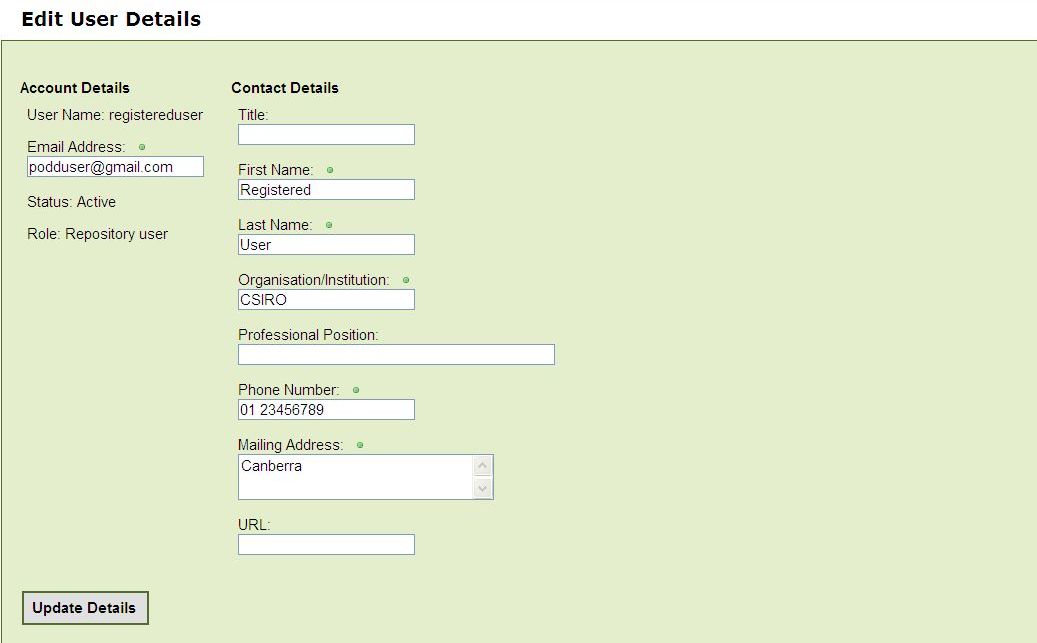 Edit User Details
Account Details
User Name: registereduser
Email Address:
podduser@gmail.com
Status: Active
Role: Repository user
Contact Details
Title:
First Name:
Registered
Last Name:
User
Organisation/Institution:
CSIRO
Professional Position:
Phone Number:
01 23456789
Mailing Address:
Canberra
URL:
Update Details